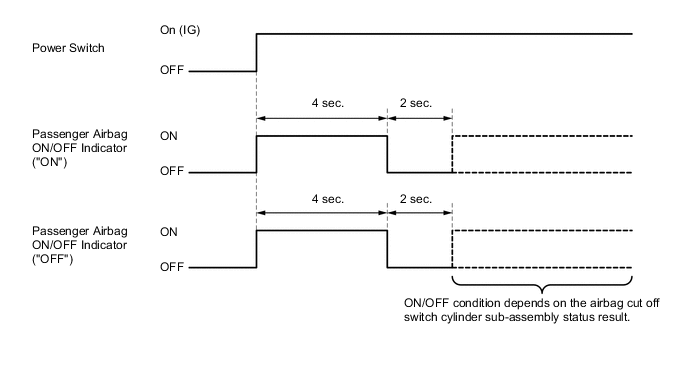 On (IG)
Power Switch
OFF
4 sec.
2 sec.
Passenger Airbag
ON/OFF Indicator
("ON")
ON
OFF
4 sec.
2 sec.
Passenger Airbag
ON/OFF Indicator
("OFF")
ON
OFF
ON/OFF condition depends on the airbag cut off
switch cylinder sub-assembly status result.